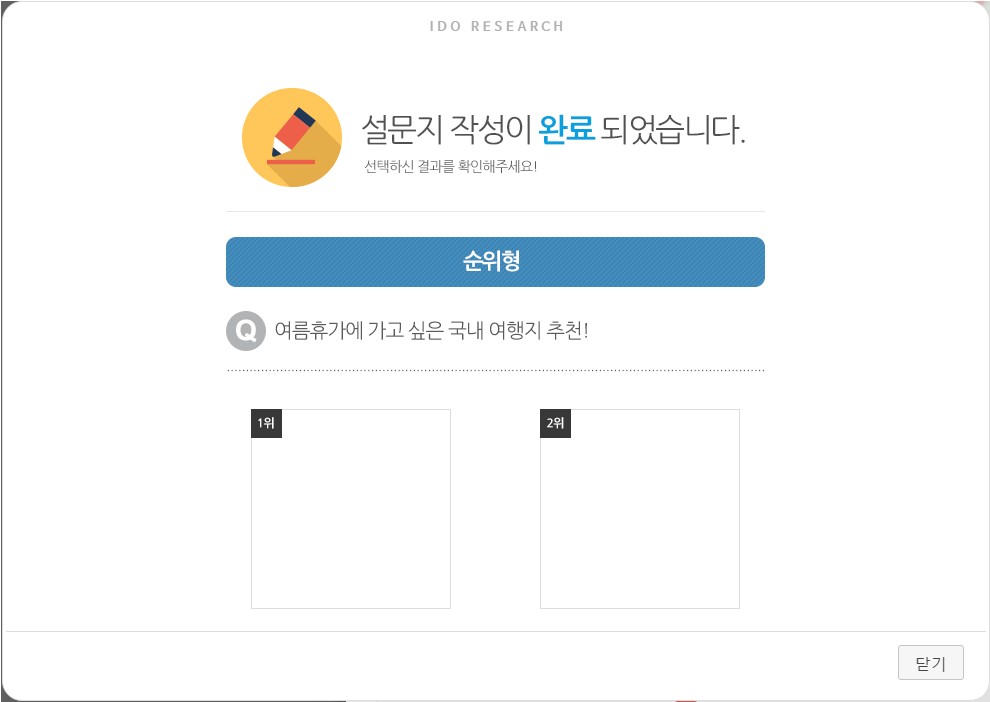 IDO RESEARCH
설문지 작성이 완료 되었습니다.
선택하신 결과를 확인해주세요!
순위형
Q 여름휴가에 가고 싶은 국내 여행지 추천!
1위 2위
닫기